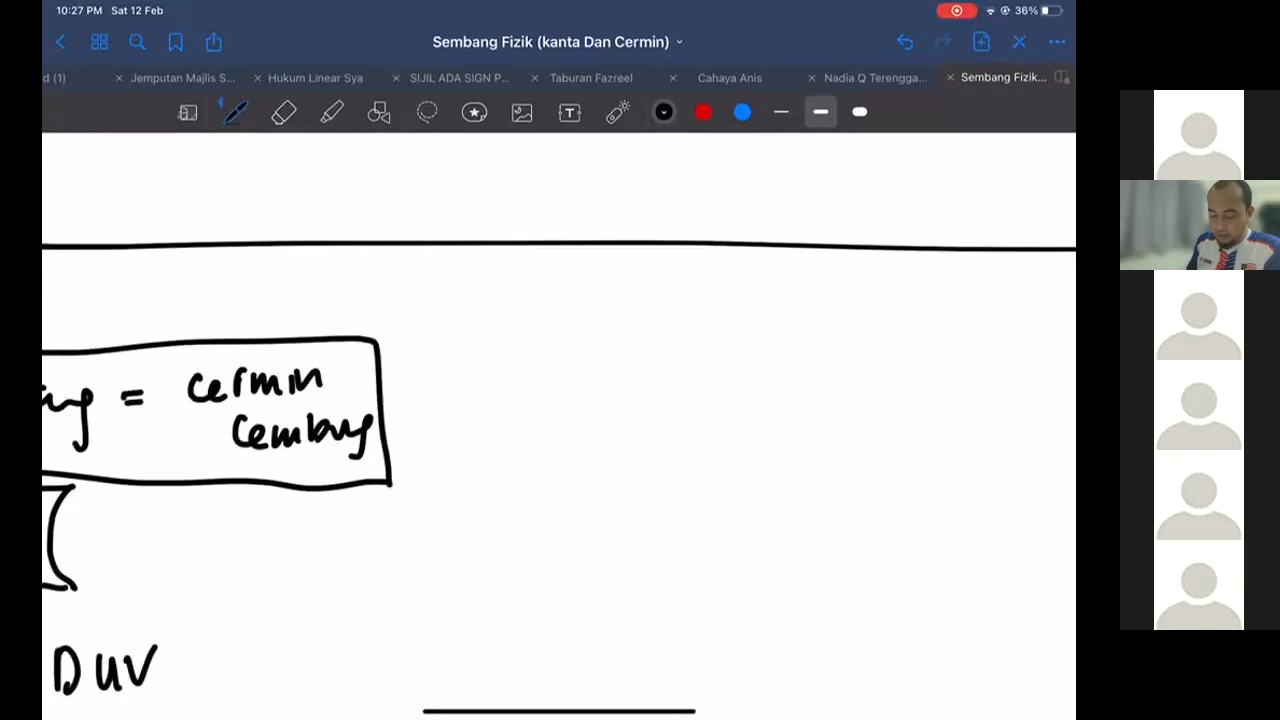 10:27 PM Sat 12 Feb
36%
Sembang Fizik (kanta Dan Cermin)
d (1)
Jemputan Majlis S...
Hukum Linear Sya
SIJIL ADA SIGN P...
Taburan Fazreel
Cahaya Anis
Nadia Q Terengga...
Sembang Fizik...
T
= cermin
cembung
DUV